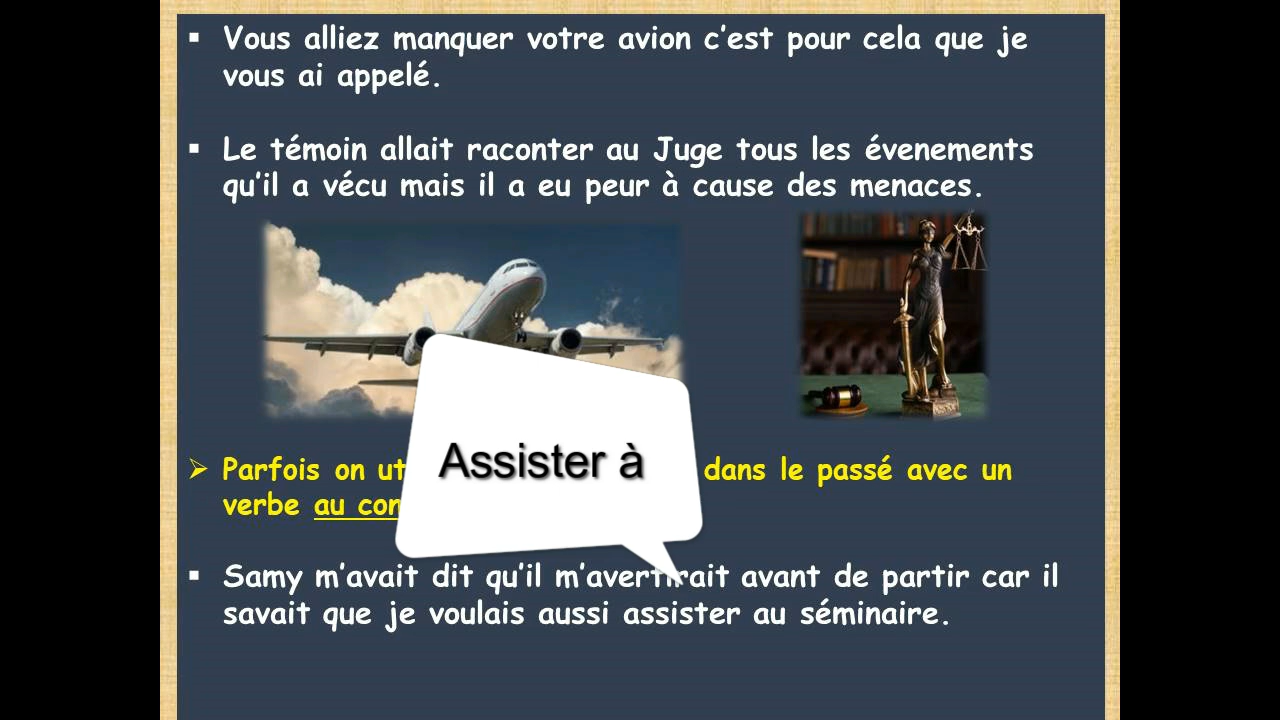 ▪ Vous alliez manquer votre avion c’est pour cela que je
vous ai appelé.
▪ Le témoin allait raconter au Juge tous les évenements
qu’il a vécu mais il a eu peur à cause des menaces.
Assister à
➢ Parfois on dans le passé avec un
verbe au
▪ Samy m’avait dit qu’il m’avertirait avant de partir car il
savait que je voulais aussi assister au séminaire.